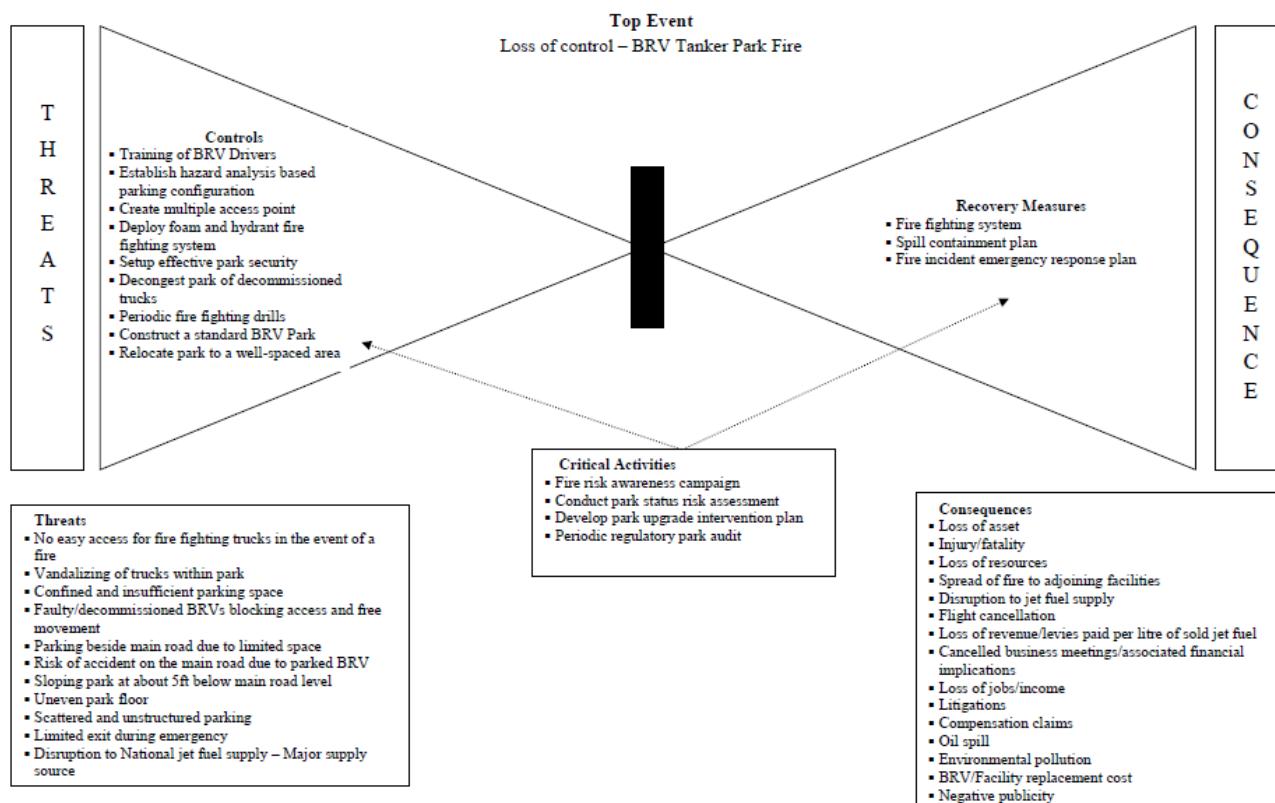 Top Event
Loss of control – BRV Tanker Park Fire
T
H
R
E
A
T
S
Controls
▪ Training of BRV Drivers
▪ Establish hazard analysis based
parking configuration
▪ Create multiple access point
▪ Deploy foam and hydrant fire
fighting system
▪ Setup effective park security
▪ Decongest park of decommissioned
trucks
▪ Periodic fire fighting drills
▪ Construct a standard BRV Park
▪ Relocate park to a well-spaced area
Recovery Measures
▪ Fire fighting system
▪ Spill containment plan
▪ Fire incident emergency response plan
C
O
N
S
E
Q
U
E
N
C
E
Critical Activities
▪ Fire risk awareness campaign
▪ Conduct park status risk assessment
▪ Develop park upgrade intervention plan
▪ Periodic regulatory park audit
Threats
▪ No easy access for fire fighting trucks in the event of a
fire
▪ Vandalizing of trucks within park
▪ Confined and insufficient parking space
▪ Faulty/decommissioned BRVs blocking access and free
movement
▪ Parking beside main road due to limited space
▪ Risk of accident on the main road due to parked BRV
▪ Sloping park at about 5ft below main road level
▪ Uneven park floor
▪ Scattered and unstructured parking
▪ Limited exit during emergency
▪ Disruption to National jet fuel supply – Major supply
source
Consequences
▪ Loss of asset
▪ Injury/fatality
▪ Loss of resources
▪ Spread of fire to adjoining facilities
▪ Disruption to jet fuel supply
▪ Flight cancellation
▪ Loss of revenue/levies paid per litre of sold jet fuel
▪ Cancelled business meetings/associated financial
implications
▪ Loss of jobs/income
▪ Litigations
▪ Compensation claims
▪ Oil spill
▪ Environmental pollution
▪ BRV/Facility replacement cost
▪ Negative publicity